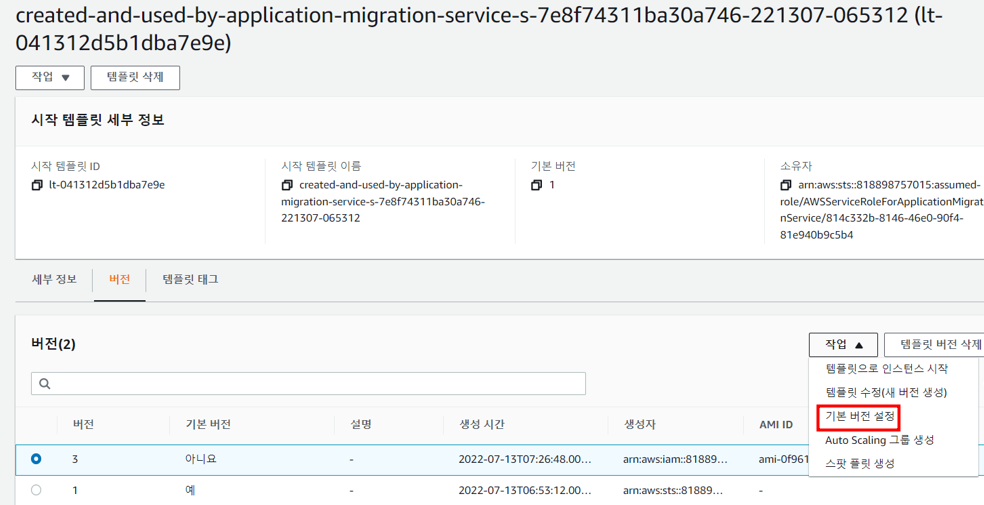 created-and-used-by-application-migration-service-s-7e8f74311ba30a746-221307-065312 (lt-
041312d5b1dba7e9e)
작업 ▼
템플릿 삭제
시작 템플릿 세부 정보
시작 템플릿 ID
lt-041312d5b1dba7e9e
시작 템플릿 이름
created-and-used-by-application-
migration-service-s-7e8f74311ba30a746-
221307-065312
기본 버전
1
소유자
arn:aws:sts::818898757015:assumed-
role/AWSServiceRoleForApplicationMigrat
nService/814c332b-8146-46e0-90f4-
81e940b9c5b4
세부 정보
버전
템플릿 태그
버전(2)
작업 ▲
템플릿 버전 삭제
템플릿으로 인스턴스 시작
템플릿 수정(새 버전 생성)
기본 버전 설정
Auto Scaling 그룹 생성
스팟 플릿 생성
버전 기본 버전 설명 생성 시간 생성자 AMI ID
3 아니요 - 2022-07-13T07:26:48.00... arn:aws:iam::81889... ami-0f961
1 예 - 2022-07-13T06:53:12.00... arn:aws:sts::81889... -